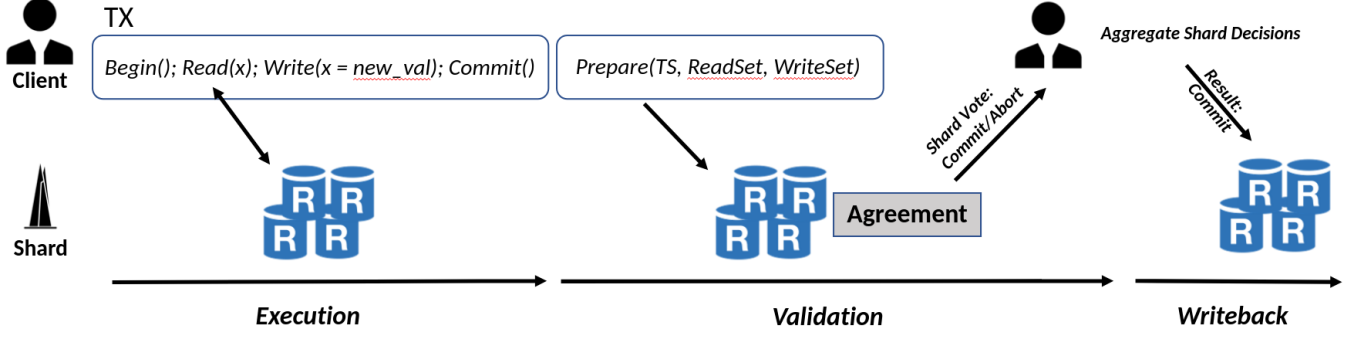 TX
Client
Begin(); Read(x); Write(x = new_val); Commit()
Prepare(TS, ReadSet, WriteSet)
Aggregate Shard Decisions
Shard Vote:
Commit/Abort
Result:
Commit
Shard
R R
R R
R R
R R
Agreement
R R
R R
Execution
Validation
Writeback